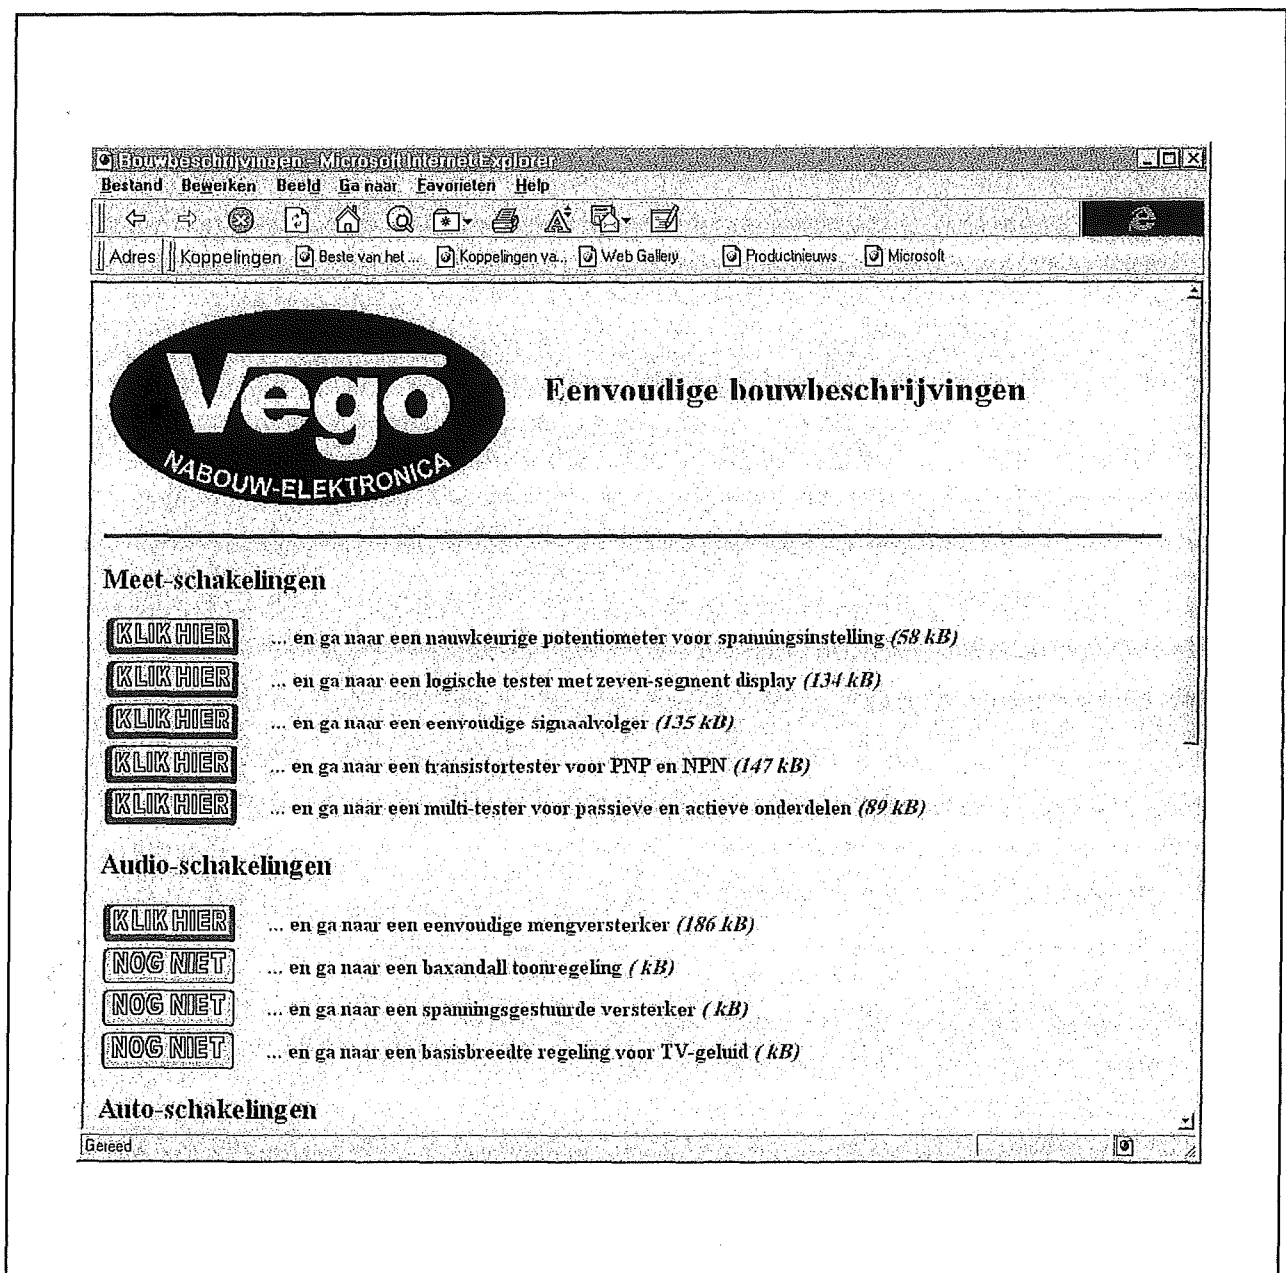 Bouwbeschrijvingen - Microsoft Internet Explorer
Bestand Bewerken Beeld Ga naar Favorieten Help
Adres Koppelingen Beste van het ... Koppelingen va... Web Gallery Productnieuws Microsoft
Vego
NABOUW-ELEKTRONICA
Eenvoudige bouwbeschrijvingen
Meet-schakelingen
KLIK HIER ... en ga naar een nauwkeurige potentiometer voor spanningsinstelling (58 kB)
KLIK HIER ... en ga naar een logische tester met zeven-segment display (134 kB)
KLIK HIER ... en ga naar een eenvoudige signaalvolger (135 kB)
KLIK HIER ... en ga naar een transistortester voor PNP en NPN (147 kB)
KLIK HIER ... en ga naar een multi-tester voor passieve en actieve onderdelen (89 kB)
Audio-schakelingen
KLIK HIER ... en ga naar een eenvoudige mengversterker (186 kB)
NOG NIET ... en ga naar een baxandall toonregeling ( kB)
NOG NIET ... en ga naar een spanningsgestuurde versterker ( kB)
NOG NIET ... en ga naar een basisbreedte regeling voor TV-geluid ( kB)
Auto-schakelingen
Gereed